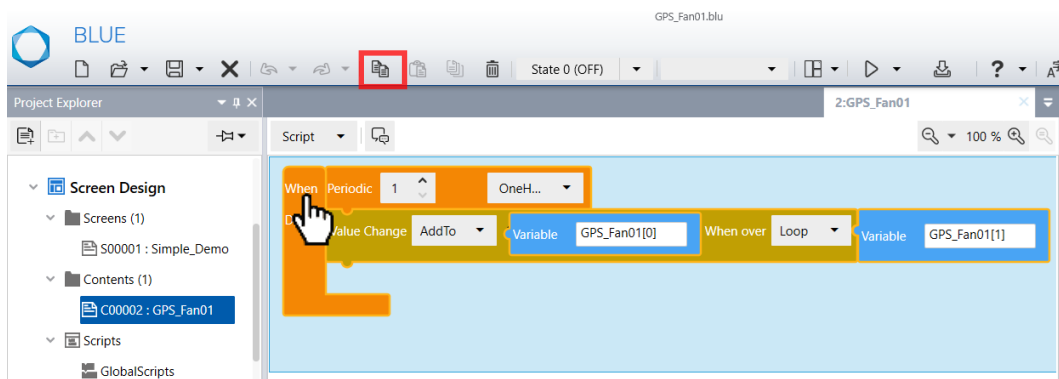 GPS_Fan01.blu
BLUE
State 0 (OFF)
?
Project Explorer
2:GPS_Fan01
Script
100 %
Screen Design
When Periodic 1 OneH...
Screens (1)
Value Change AddTo Variable GPS_Fan01[0] When over Loop Variable GPS_Fan01[1]
S00001 : Simple_Demo
Contents (1)
C00002 : GPS_Fan01
Scripts
GlobalScripts